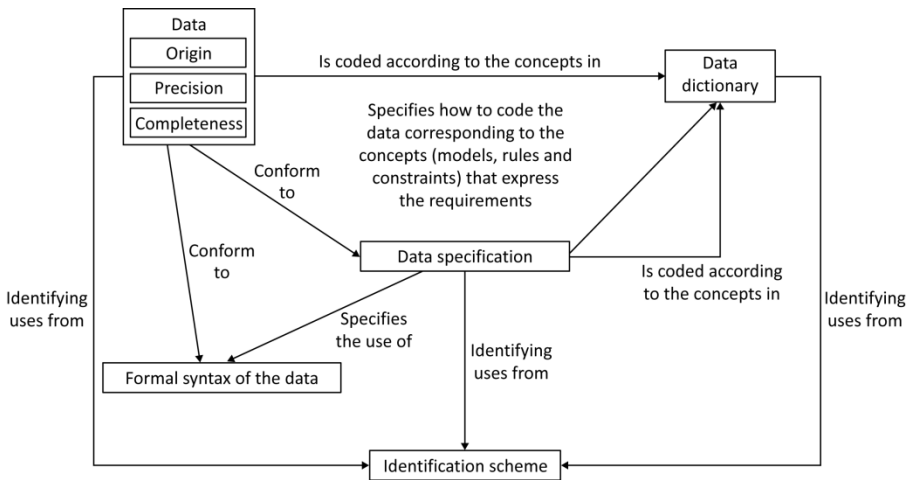 Data
Origin
Precision
Completeness
Is coded according to the concepts in
Data
dictionary
Specifies how to code the
data corresponding to the
concepts (models, rules and
constraints) that express
the requirements
Conform
to
Conform
to
Data specification
Is coded according
to the concepts in
Identifying
uses from
Identifying
uses from
Specifies
the use of
Identifying
uses from
Formal syntax of the data
Identification scheme